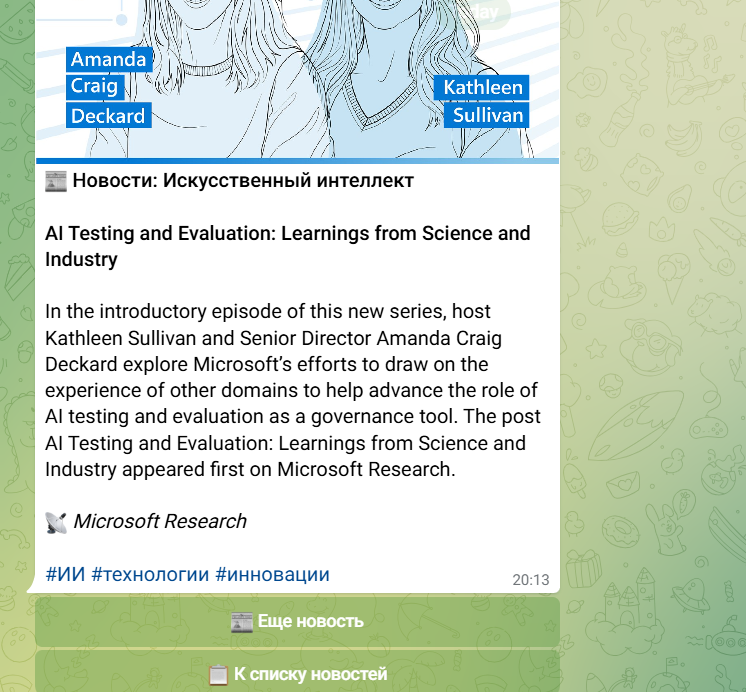 day
Amanda
Craig
Deckard
Kathleen
Sullivan
Новости: Искусственный интеллект
AI Testing and Evaluation: Learnings from Science and
Industry
In the introductory episode of this new series, host
Kathleen Sullivan and Senior Director Amanda Craig
Deckard explore Microsoft’s efforts to draw on the
experience of other domains to help advance the role of
AI testing and evaluation as a governance tool. The post
AI Testing and Evaluation: Learnings from Science and
Industry appeared first on Microsoft Research.
Microsoft Research
#ИИ #технологии #инновации
20:13
Еще новость
К списку новостей